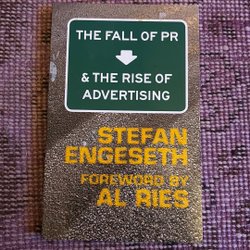 THE FALL OF PR
& THE RISE OF
ADVERTISING
STEFAN
ENGESETH
FOREWORD BY
AL RIES